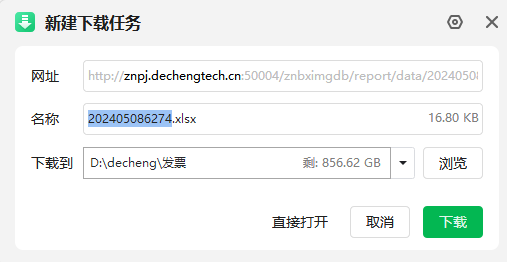 新建下载任务
网址 http://znpj.dechengtech.cn:50004/znbximgdb/report/data/2024050
名称 202405086274.xlsx 16.80 KB
下载到 D:\decheng\发票 剩: 856.62 GB 浏览
直接打开 取消 下载